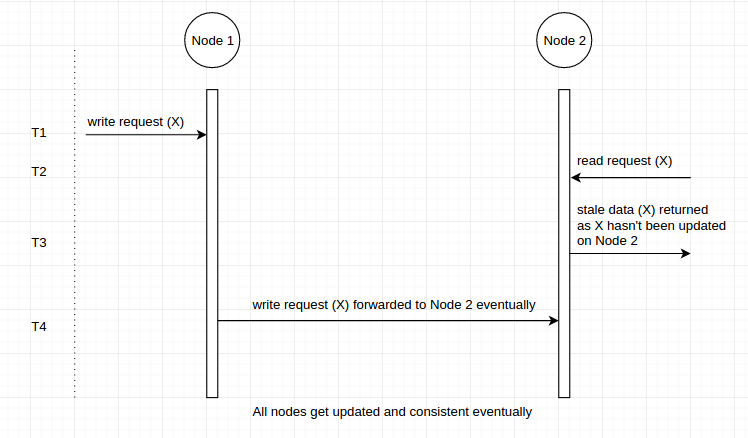 Node 1
Node 2
write request (X)
T1
read request (X)
T2
stale data (X) returned
as X hasn't been updated
on Node 2
T3
write request (X) forwarded to Node 2 eventually
T4
All nodes get updated and consistent eventually